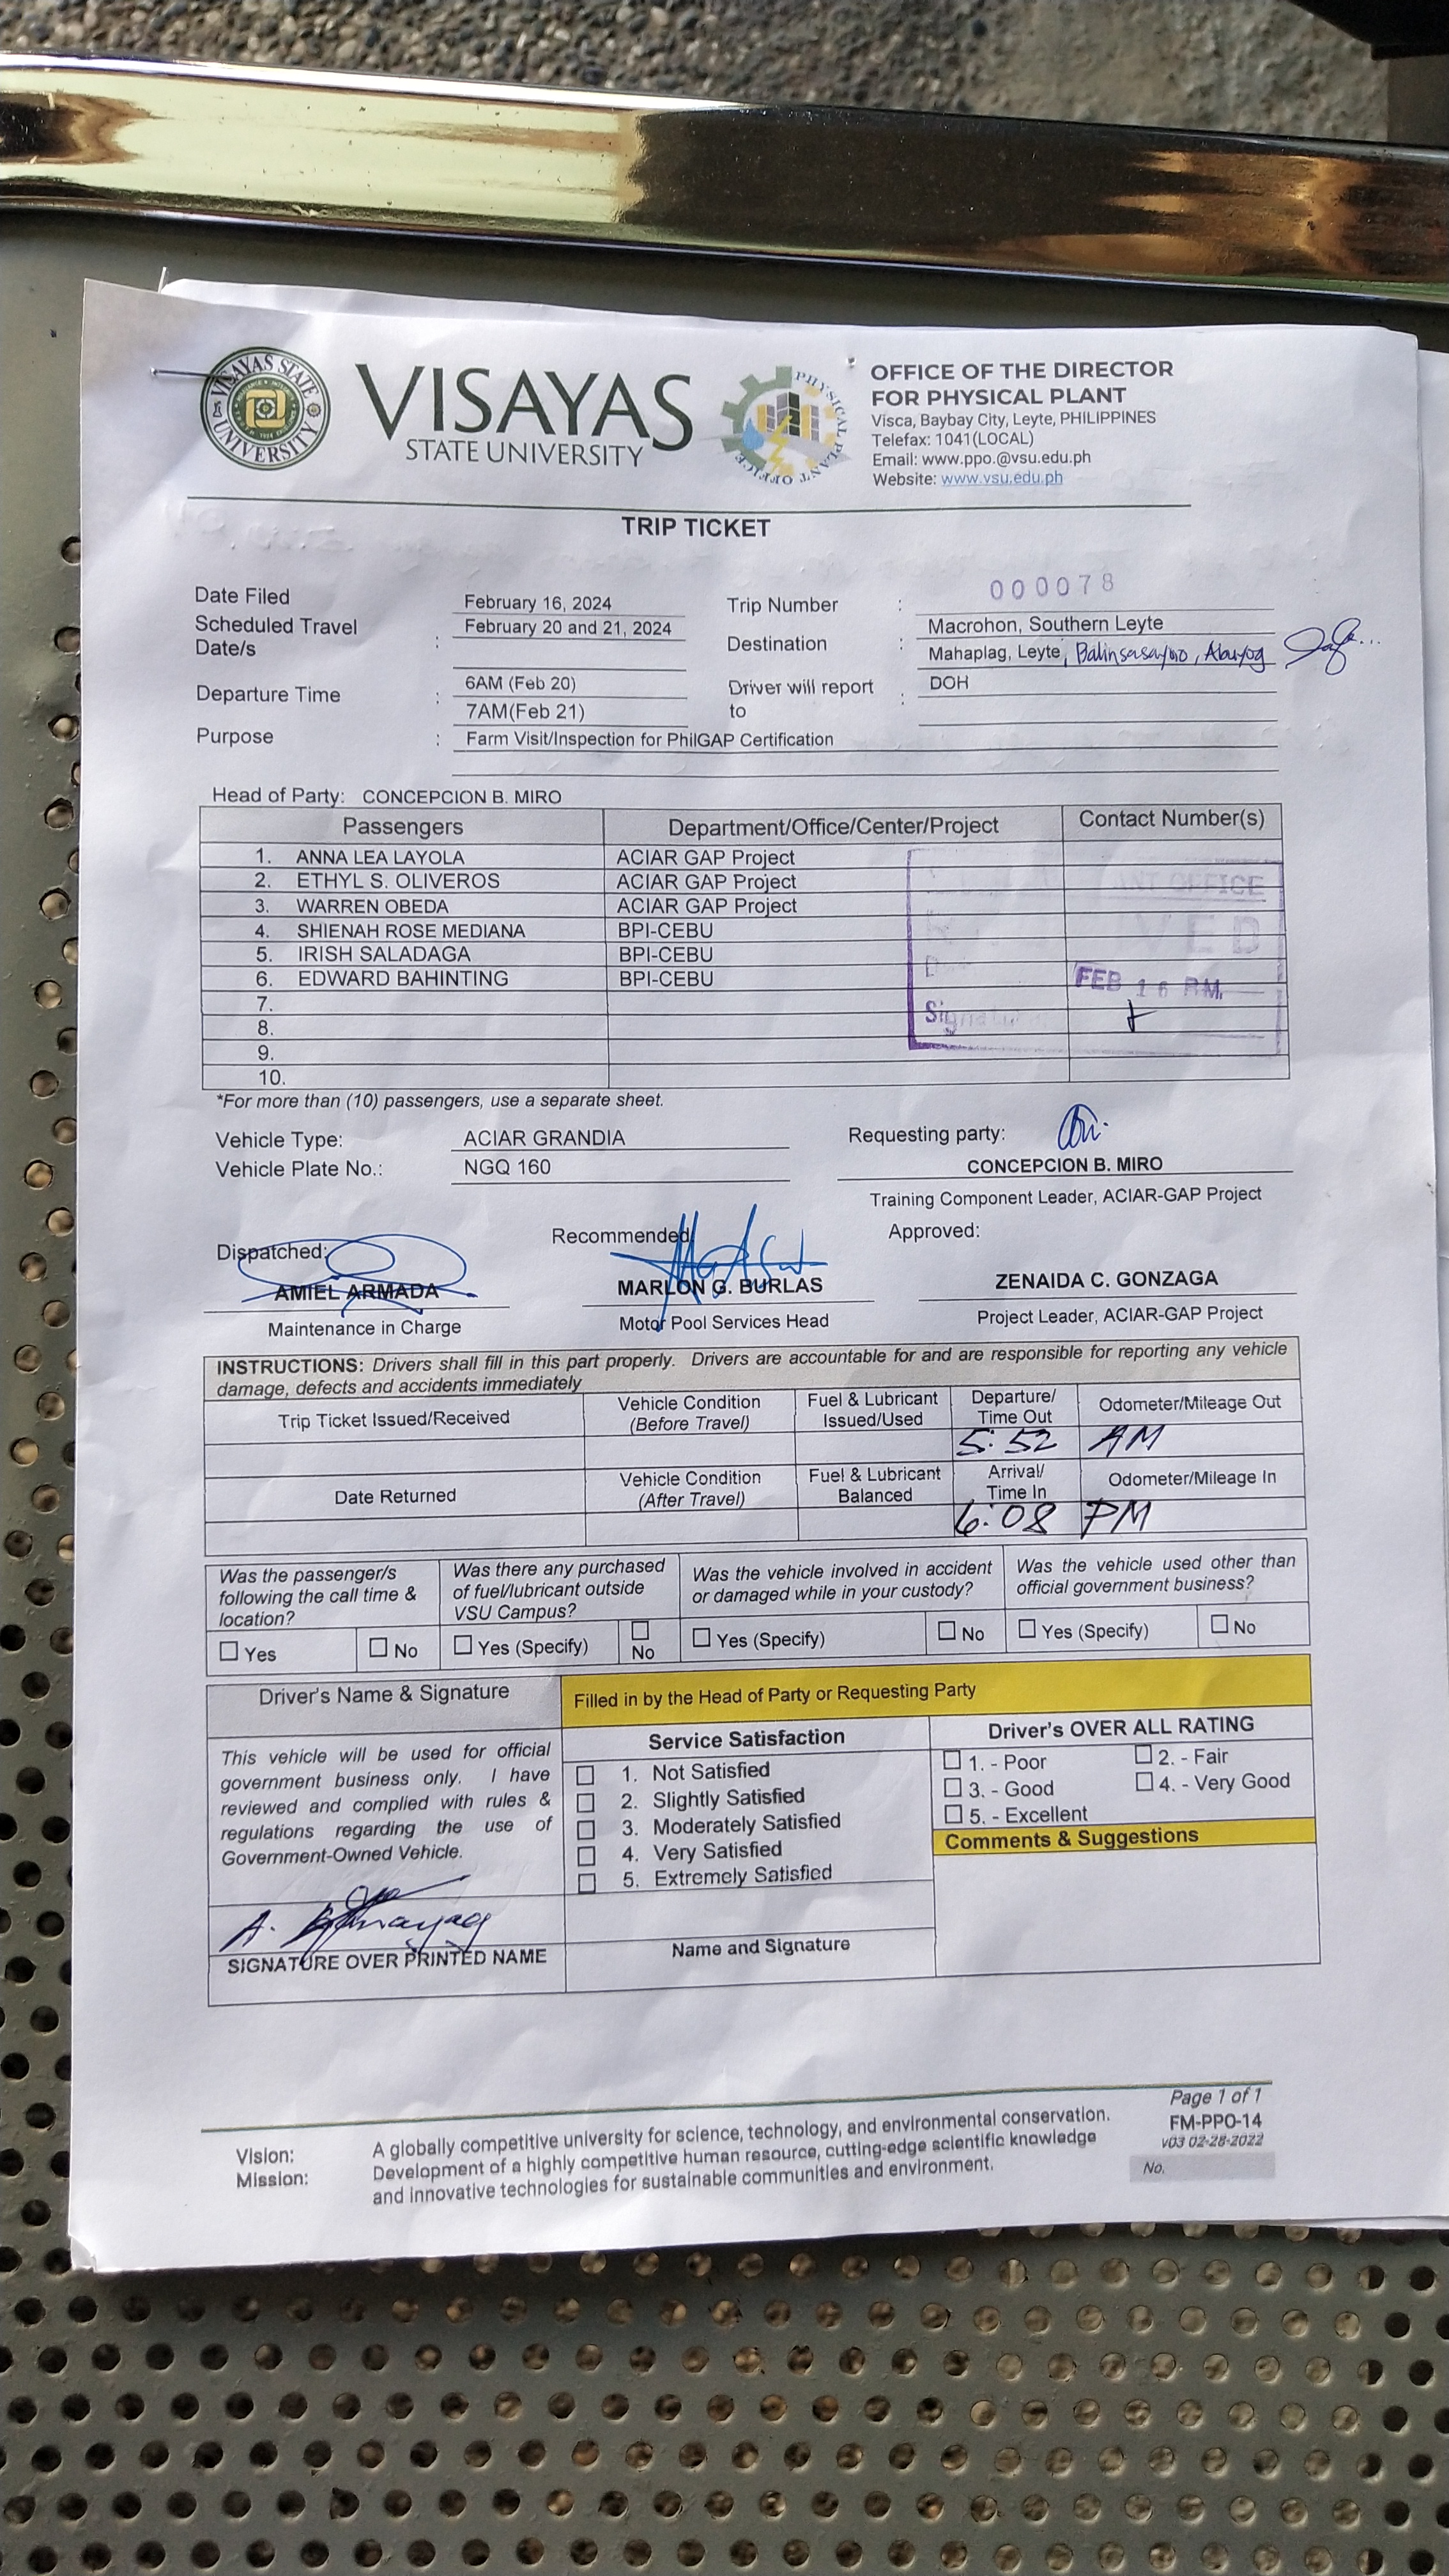 VISAYAS STATE UNIVERSITY
VISAYAS
STATE UNIVERSITY
PHYSICAL PLANT OFFICE
OFFICE OF THE DIRECTOR
FOR PHYSICAL PLANT
Visca, Baybay City, Leyte, PHILIPPINES
Telefax: 1041(LOCAL)
Email: www.ppo.@vsu.edu.ph
Website: www.vsu.edu.ph
TRIP TICKET
000078
Date Filed February 16, 2024 Trip Number :
Scheduled Travel Date/s : February 20 and 21, 2024 Destination : Macrohon, Southern Leyte
Mahaplag, Leyte, Balinsasayao, Abuyog
Departure Time : 6AM (Feb 20) Driver will report to : DOH
7AM(Feb 21)
Purpose : Farm Visit/Inspection for PhilGAP Certification
Head of Party: CONCEPCION B. MIRO
Passengers Department/Office/Center/Project Contact Number(s)
1. ANNA LEA LAYOLA ACIAR GAP Project
2. ETHYL S. OLIVEROS ACIAR GAP Project
3. WARREN OBEDA ACIAR GAP Project
4. SHIENAH ROSE MEDIANA BPI-CEBU
5. IRISH SALADAGA BPI-CEBU
6. EDWARD BAHINTING BPI-CEBU
7.
8.
9.
10.
OFFICE
FEB 16 P.M.
*For more than (10) passengers, use a separate sheet.
Vehicle Type: ACIAR GRANDIA Requesting party:
Vehicle Plate No.: NGQ 160 CONCEPCION B. MIRO
Training Component Leader, ACIAR-GAP Project
Dispatched: Recommended: Approved:
AMIEL ARMADA MARLON G. BURLAS ZENAIDA C. GONZAGA
Maintenance in Charge Motor Pool Services Head Project Leader, ACIAR-GAP Project
INSTRUCTIONS: Drivers shall fill in this part properly. Drivers are accountable for and are responsible for reporting any vehicle
damage, defects and accidents immediately
Trip Ticket Issued/Received Vehicle Condition (Before Travel) Fuel & Lubricant Issued/Used Departure/ Time Out Odometer/Mileage Out
5:52 AM
Date Returned Vehicle Condition (After Travel) Fuel & Lubricant Balanced Arrival/ Time In Odometer/Mileage In
6:08 PM
Was the passenger/s following the call time & location? Was there any purchased of fuel/lubricant outside VSU Campus? Was the vehicle involved in accident or damaged while in your custody? Was the vehicle used other than official government business?
☐ Yes ☐ No ☐ Yes (Specify) ☐ No ☐ Yes (Specify) ☐ No ☐ Yes (Specify) ☐ No
Driver's Name & Signature Filled in by the Head of Party or Requesting Party
This vehicle will be used for official
government business only. I have
reviewed and complied with rules &
regulations regarding the use of
Government-Owned Vehicle.
SIGNATURE OVER PRINTED NAME
Service Satisfaction
☐ 1. Not Satisfied
☐ 2. Slightly Satisfied
☐ 3. Moderately Satisfied
☐ 4. Very Satisfied
☐ 5. Extremely Satisfied
Name and Signature
Driver's OVER ALL RATING
☐ 1. - Poor ☐ 2. - Fair
☐ 3. - Good ☐ 4. - Very Good
☐ 5. - Excellent
Comments & Suggestions
Vision: A globally competitive university for science, technology, and environmental conservation.
Mission: Development of a highly competitive human resource, cutting-edge scientific knowledge
and innovative technologies for sustainable communities and environment.
Page 1 of 1
FM-PPO-14
v03 02-28-2022
No.